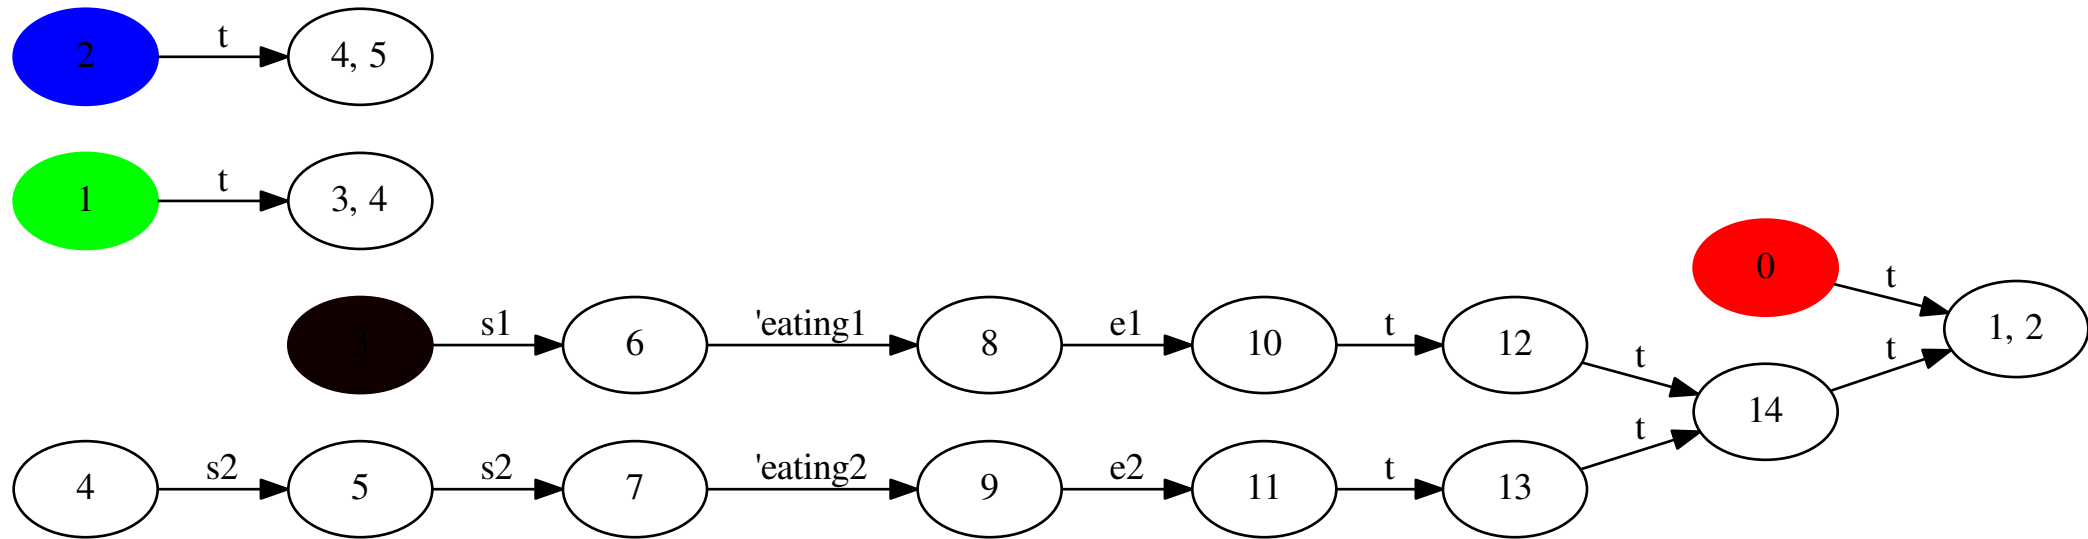 2 t 4, 5
1 t 3, 4
0 t 1, 2
3 s1 6 'eating1 8 e1 10 t 12 t 14 t
4 s2 5 s2 7 'eating2 9 e2 11 t 13 t